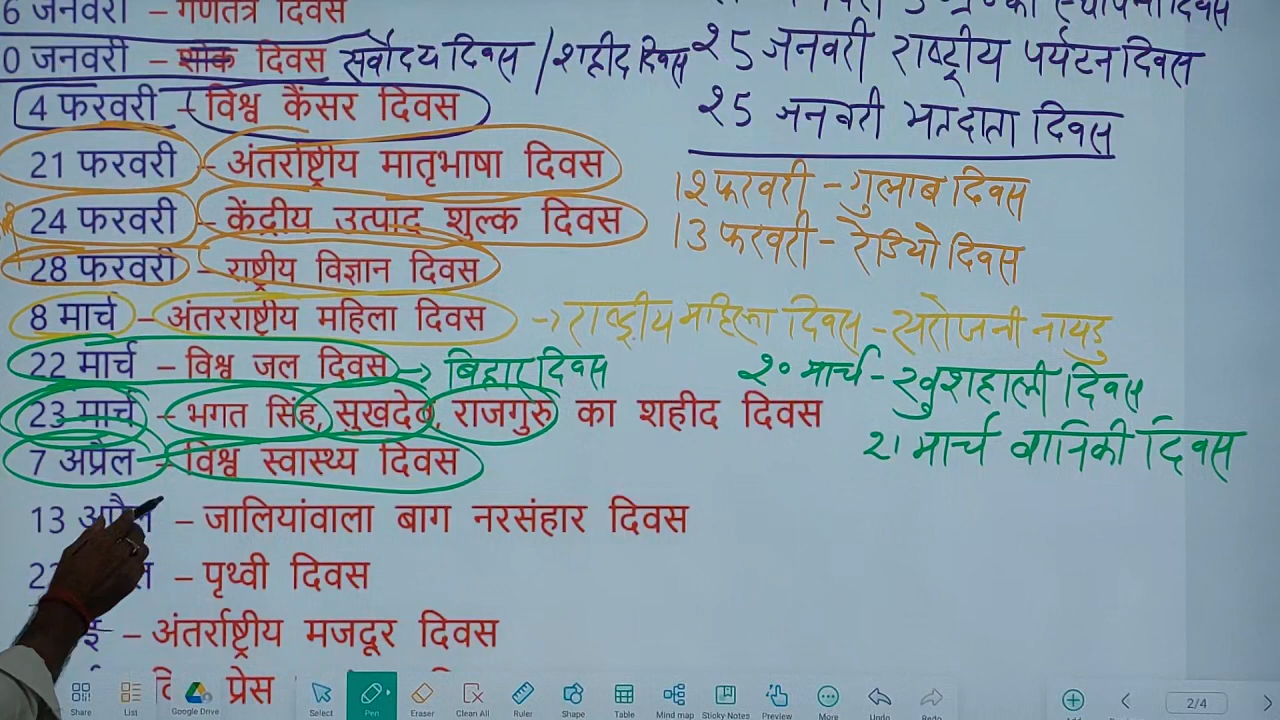 6 जनवरी – गणतंत्र दिवस
0 जनवरी – शोक दिवस सर्वोदय दिवस / शहीद दिवस
25 जनवरी राष्ट्रीय पर्यटन दिवस
4 फरवरी – विश्व कैंसर दिवस
25 जनवरी मतदाता दिवस
21 फरवरी – अंतर्राष्ट्रीय मातृभाषा दिवस
12 फरवरी – गुलाब दिवस
24 फरवरी – केंद्रीय उत्पाद शुल्क दिवस
13 फरवरी – रेडियो दिवस
28 फरवरी – राष्ट्रीय विज्ञान दिवस
8 मार्च – अंतरराष्टीय महिला दिवस → राष्ट्रीय महिला दिवस – सरोजनी नायडु
22 मार्च – विश्व जल दिवस → बिहार दिवस
20 मार्च – खुशहाली दिवस
23 मार्च – भगत सिंह, सुखदेव, राजगुरु का शहीद दिवस
21 मार्च वानिकी दिवस
7 अप्रैल – विश्व स्वास्थ्य दिवस
13 अप्रैल – जालियांवाला बाग नरसंहार दिवस
– पृथ्वी दिवस
– अंतर्राष्ट्रीय मजदूर दिवस
प्रेस
Share List Google Drive Select Pen Eraser Clean All Ruler Shape Table Mind map Sticky Notes Preview More Undo Redo 2/4